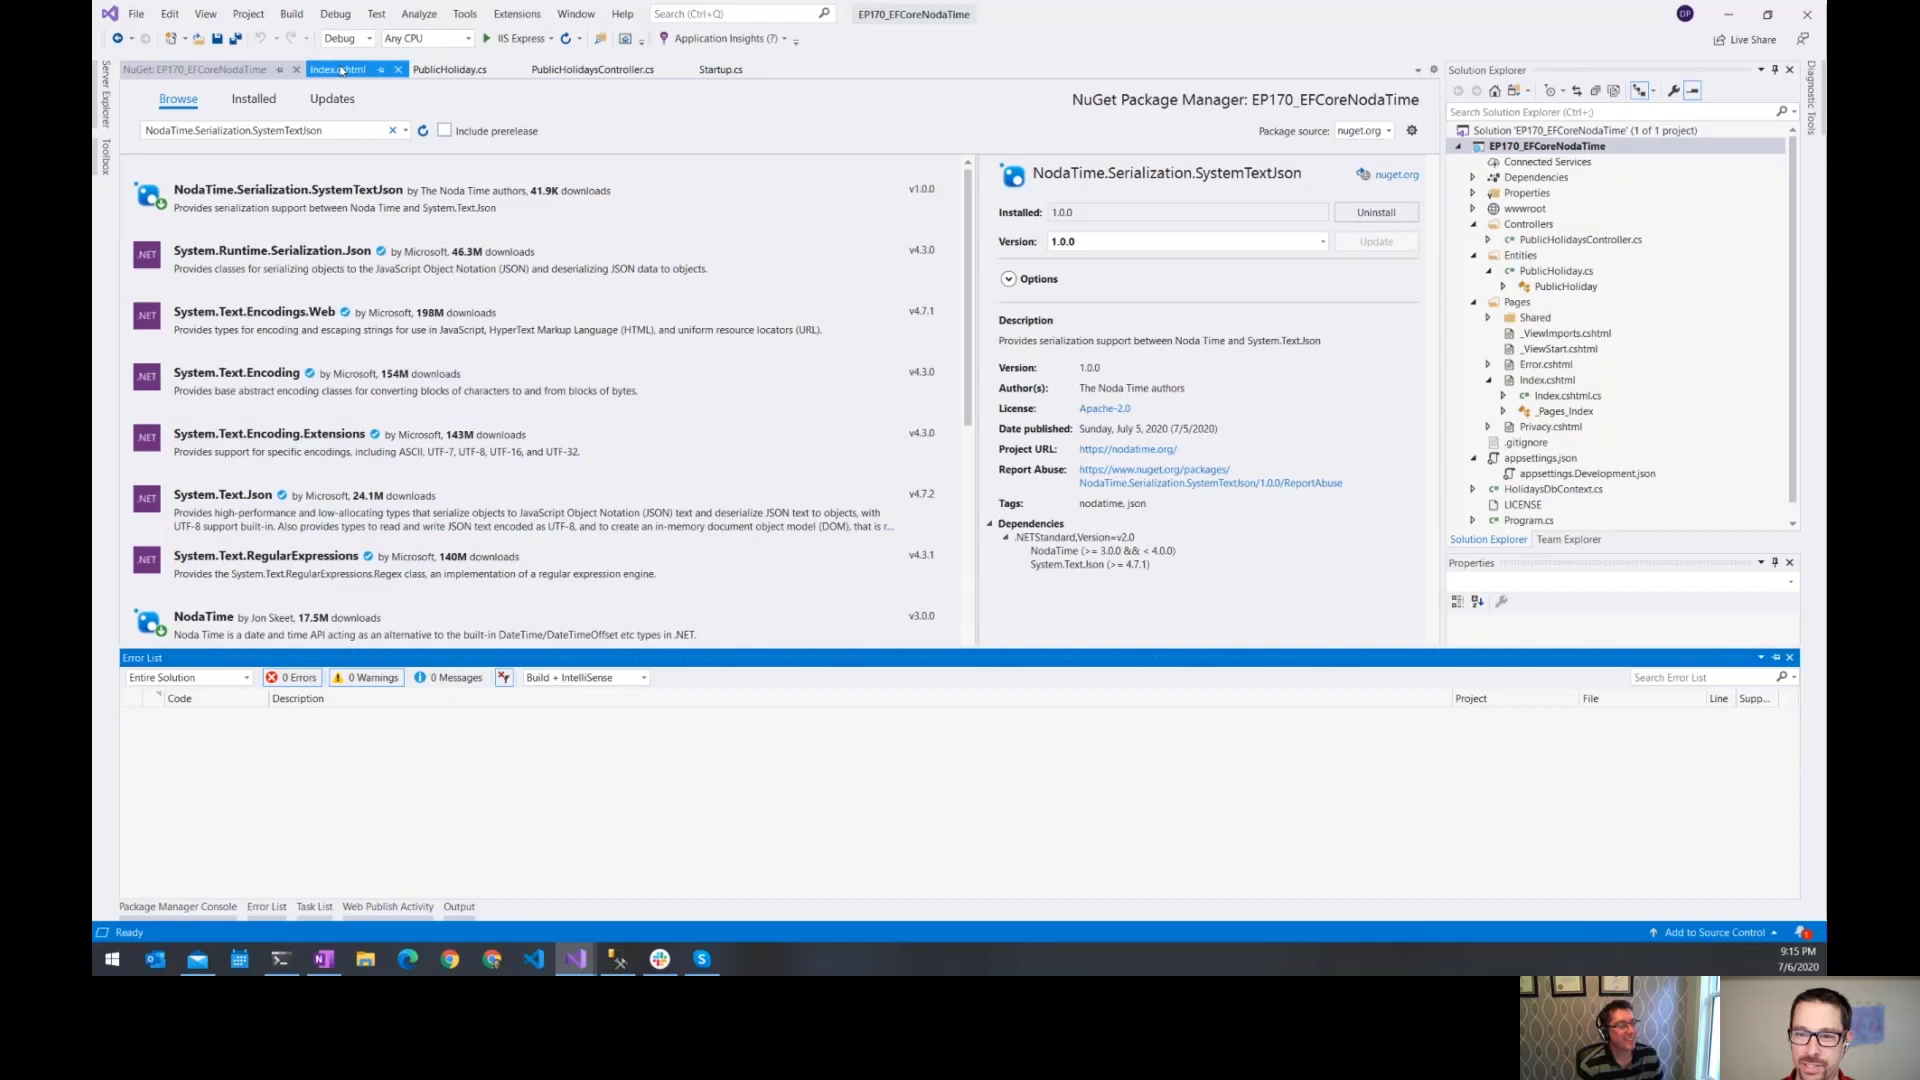 File Edit View Project Build Debug Test Analyze Tools Extensions Window Help Search (Ctrl+Q) EP170_EFCoreNodaTime DP
Debug Any CPU IIS Express Application Insights (?) Live Share
Server Explorer
Toolbox
NuGet: EP170_EFCoreNodaTime Index.cshtml PublicHoliday.cs PublicHolidaysController.cs Startup.cs
Browse Installed Updates
NuGet Package Manager: EP170_EFCoreNodaTime
NodaTime.Serialization.SystemTextJson Include prerelease
Package source: nuget.org
NodaTime.Serialization.SystemTextJson by The Noda Time authors, 41.9K downloads v1.0.0
Provides serialization support between Noda Time and System.Text.Json
.NET System.Runtime.Serialization.Json by Microsoft, 46.3M downloads v4.3.0
Provides classes for serializing objects to the JavaScript Object Notation (JSON) and deserializing JSON data to objects.
.NET System.Text.Encodings.Web by Microsoft, 198M downloads v4.7.1
Provides types for encoding and escaping strings for use in JavaScript, HyperText Markup Language (HTML), and uniform resource locators (URL).
.NET System.Text.Encoding by Microsoft, 154M downloads v4.3.0
Provides base abstract encoding classes for converting blocks of characters to and from blocks of bytes.
.NET System.Text.Encoding.Extensions by Microsoft, 143M downloads v4.3.0
Provides support for specific encodings, including ASCII, UTF-7, UTF-8, UTF-16, and UTF-32.
.NET System.Text.Json by Microsoft, 24.1M downloads v4.7.2
Provides high-performance and low-allocating types that serialize objects to JavaScript Object Notation (JSON) text and deserialize JSON text to objects, with
UTF-8 support built-in. Also provides types to read and write JSON text encoded as UTF-8, and to create an in-memory document object model (DOM), that is r...
.NET System.Text.RegularExpressions by Microsoft, 140M downloads v4.3.1
Provides the System.Text.RegularExpressions.Regex class, an implementation of a regular expression engine.
NodaTime by Jon Skeet, 17.5M downloads v3.0.0
Noda Time is a date and time API acting as an alternative to the built-in DateTime/DateTimeOffset etc types in .NET.
NodaTime.Serialization.SystemTextJson nuget.org
Installed: 1.0.0 Uninstall
Version: 1.0.0 Update
Options
Description
Provides serialization support between Noda Time and System.Text.Json
Version: 1.0.0
Author(s): The Noda Time authors
License: Apache-2.0
Date published: Sunday, July 5, 2020 (7/5/2020)
Project URL: https://nodatime.org/
Report Abuse: https://www.nuget.org/packages/
NodaTime.Serialization.SystemTextJson/1.0.0/ReportAbuse
Tags: nodatime, json
Dependencies
.NETStandard,Version=v2.0
NodaTime (>= 3.0.0 && < 4.0.0)
System.Text.Json (>= 4.7.1)
Solution Explorer
Search Solution Explorer (Ctrl+;)
Solution 'EP170_EFCoreNodaTime' (1 of 1 project)
EP170_EFCoreNodaTime
Connected Services
Dependencies
Properties
wwwroot
Controllers
C# PublicHolidaysController.cs
Entities
C# PublicHoliday.cs
PublicHoliday
Pages
Shared
_ViewImports.cshtml
_ViewStart.cshtml
Error.cshtml
Index.cshtml
C# Index.cshtml.cs
_Pages_Index
Privacy.cshtml
.gitignore
appsettings.json
appsettings.Development.json
C# HolidaysDbContext.cs
LICENSE
C# Program.cs
Solution Explorer Team Explorer
Properties
Diagnostic Tools
Error List
Entire Solution 0 Errors 0 Warnings 0 Messages Build + IntelliSense Search Error List
Code Description Project File Line Supp...
Package Manager Console Error List Task List Web Publish Activity Output
Ready Add to Source Control 1
9:15 PM
7/6/2020